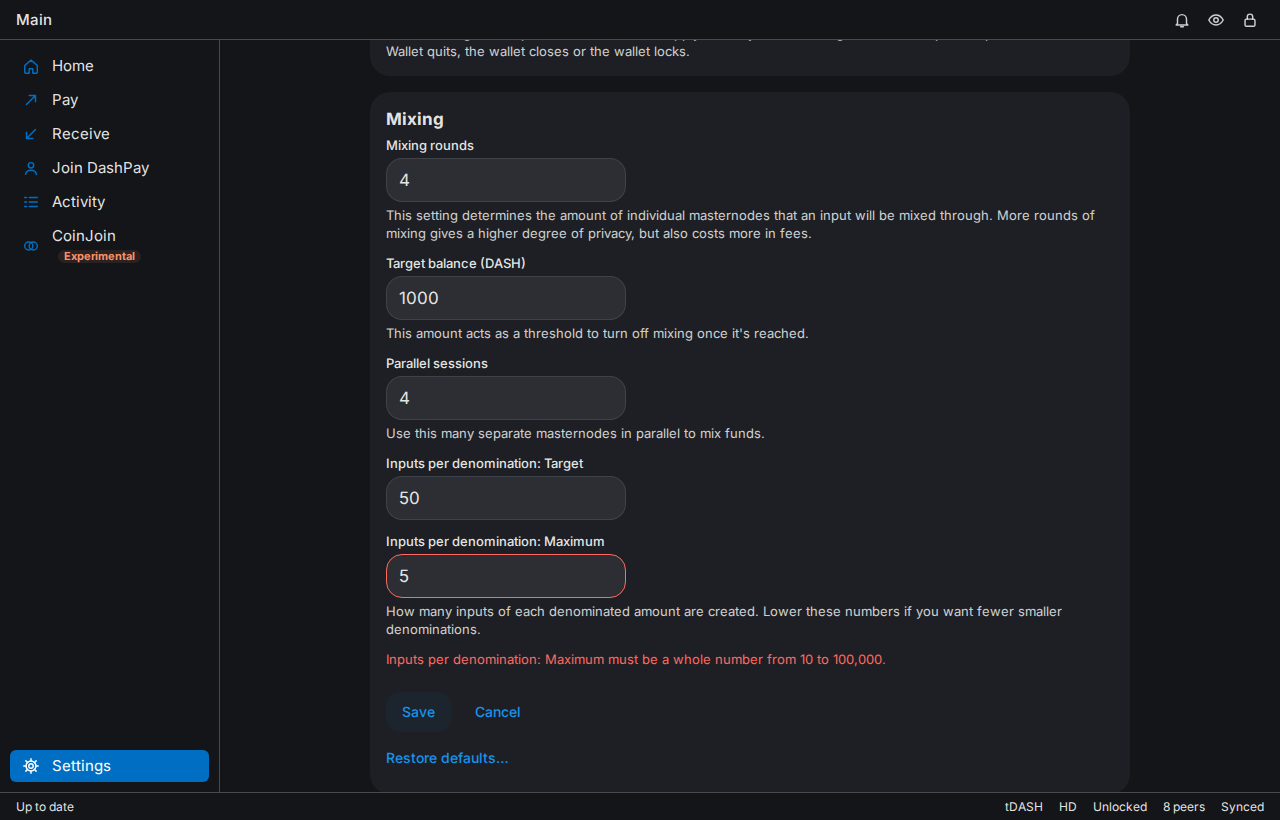 Main
Home
Pay
Receive
Join DashPay
Activity
CoinJoin
Experimental
Settings
Wallet quits, the wallet closes or the wallet locks.
Mixing
Mixing rounds
4
This setting determines the amount of individual masternodes that an input will be mixed through. More rounds of
mixing gives a higher degree of privacy, but also costs more in fees.
Target balance (DASH)
1000
This amount acts as a threshold to turn off mixing once it's reached.
Parallel sessions
4
Use this many separate masternodes in parallel to mix funds.
Inputs per denomination: Target
50
Inputs per denomination: Maximum
5
How many inputs of each denominated amount are created. Lower these numbers if you want fewer smaller
denominations.
Inputs per denomination: Maximum must be a whole number from 10 to 100,000.
Save
Cancel
Restore defaults...
Up to date
tDASH
HD
Unlocked
8 peers
Synced